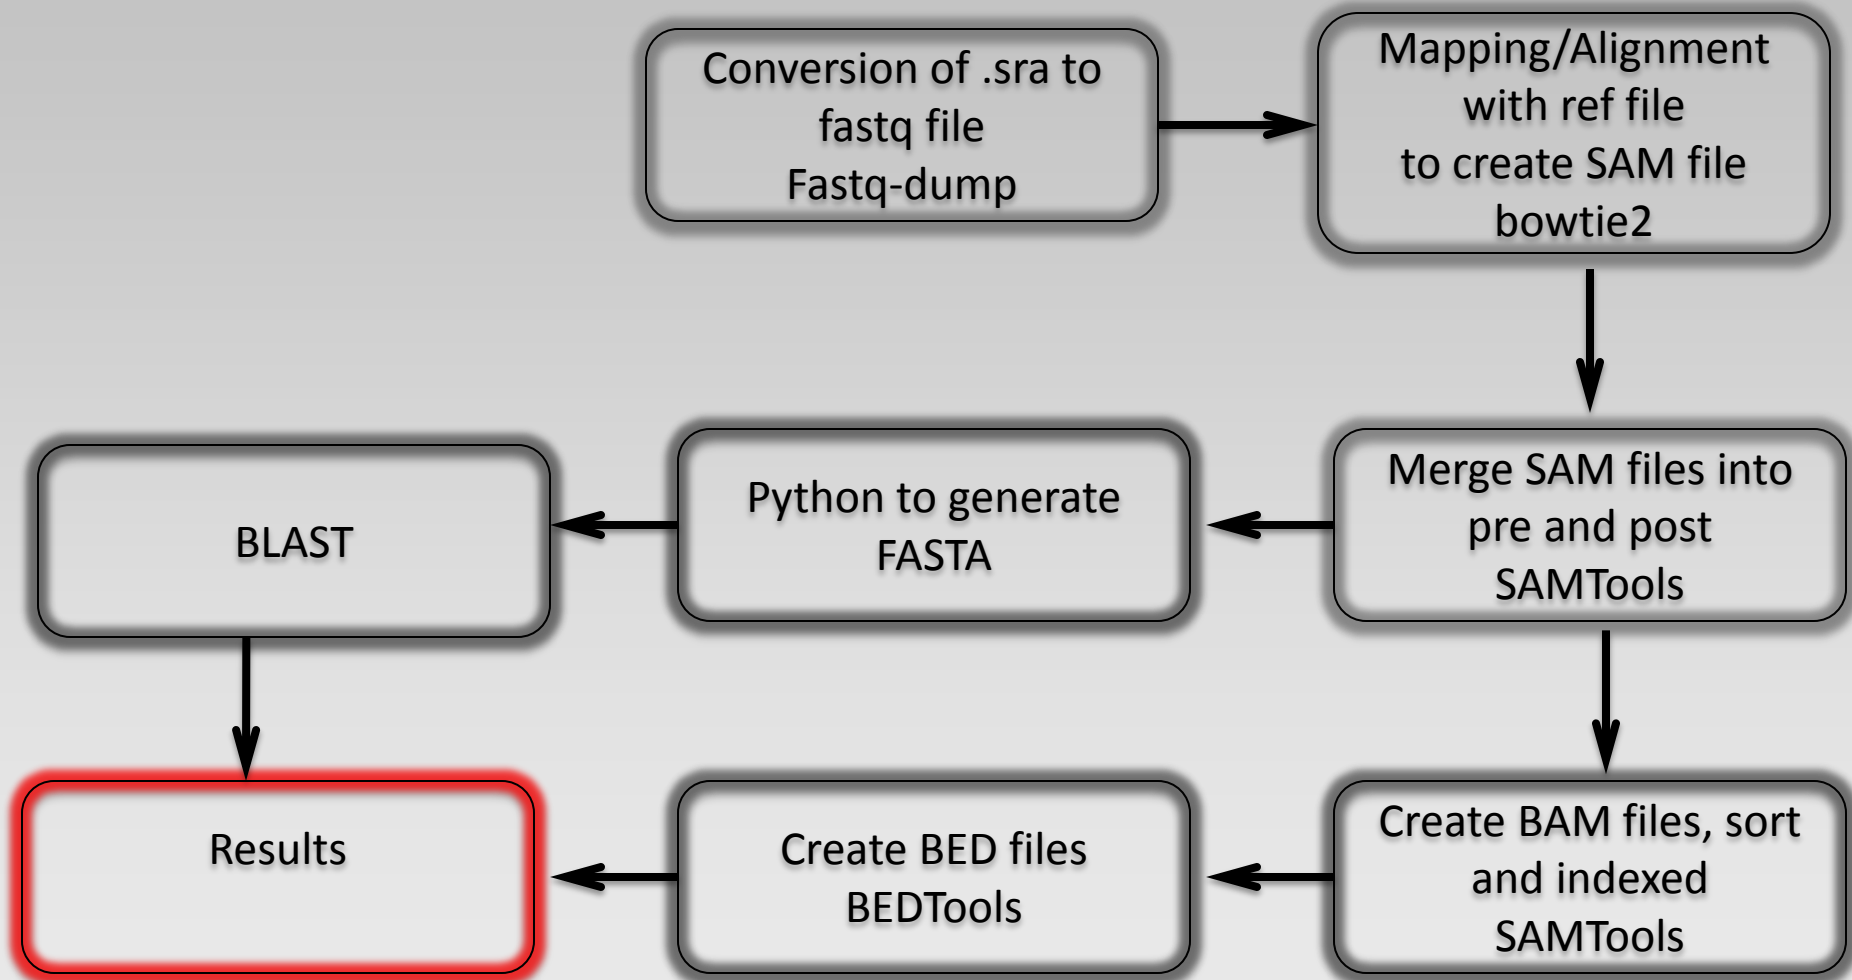 Conversion of .sra to
fastq file
Fastq-dump
Mapping/Alignment
with ref file
to create SAM file
bowtie2
BLAST
Python to generate
FASTA
Merge SAM files into
pre and post
SAMTools
Results
Create BED files
BEDTools
Create BAM files, sort
and indexed
SAMTools